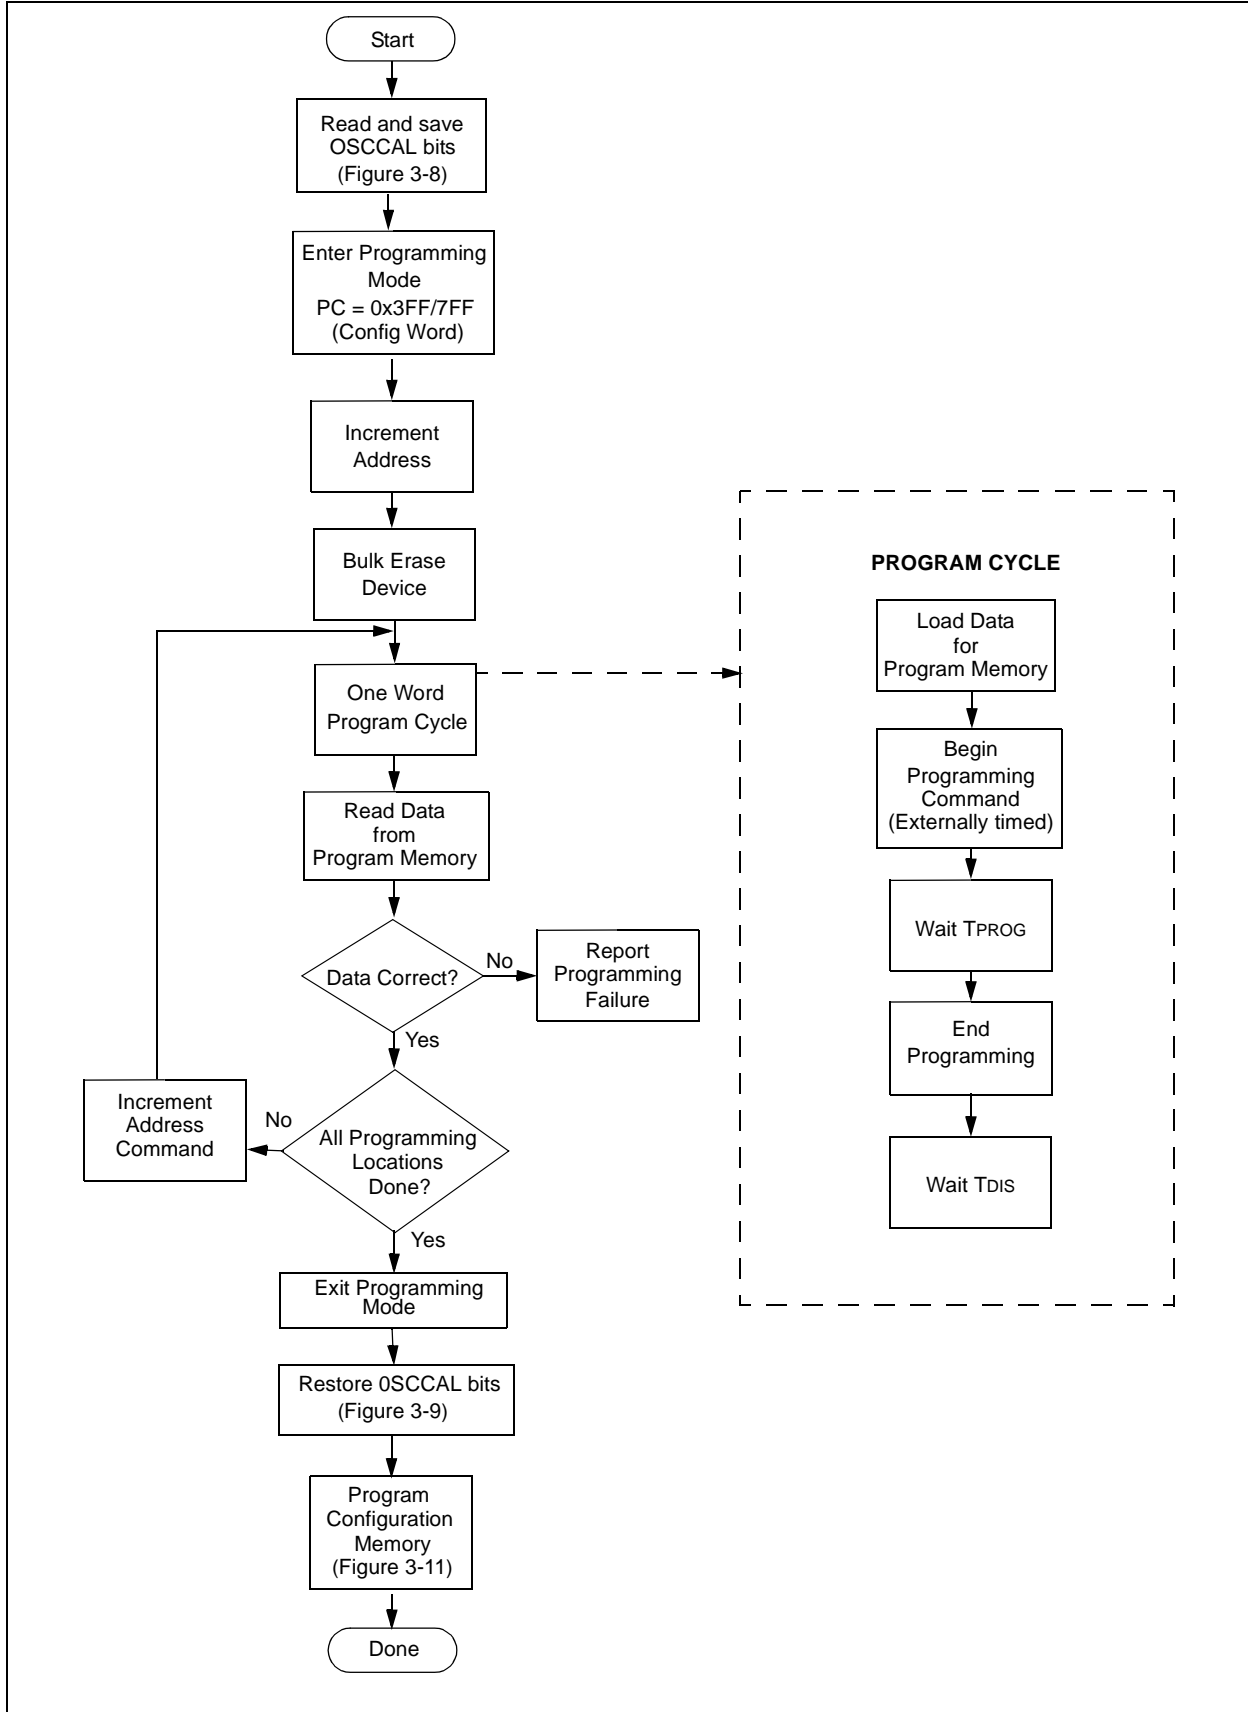 Start
Read and save
OSCCAL bits
(Figure 3-8)
Enter Programming
Mode
PC = 0x3FF/7FF
(Config Word)
Increment
Address
Bulk Erase
Device
One Word
Program Cycle
Read Data
from
Program Memory
Data Correct?
No
Report
Programming
Failure
Yes
All Programming
Locations
Done?
No
Increment
Address
Command
Yes
Exit Programming
Mode
Restore 0SCCAL bits
(Figure 3-9)
Program
Configuration
Memory
(Figure 3-11)
Done
PROGRAM CYCLE
Load Data
for
Program Memory
Begin
Programming
Command
(Externally timed)
Wait TPROG
End
Programming
Wait TDIS